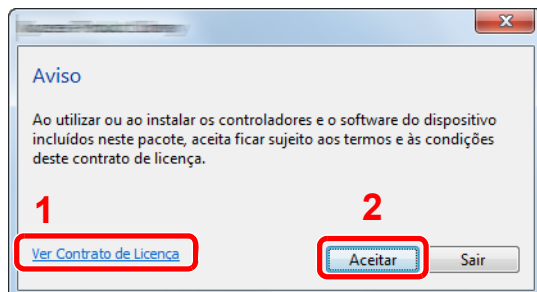 Aviso
Ao utilizar ou ao instalar os controladores e o software do dispositivo
incluídos neste pacote, aceita ficar sujeito aos termos e às condições
deste contrato de licença.
1
2
Ver Contrato de Licença
Aceitar
Sair